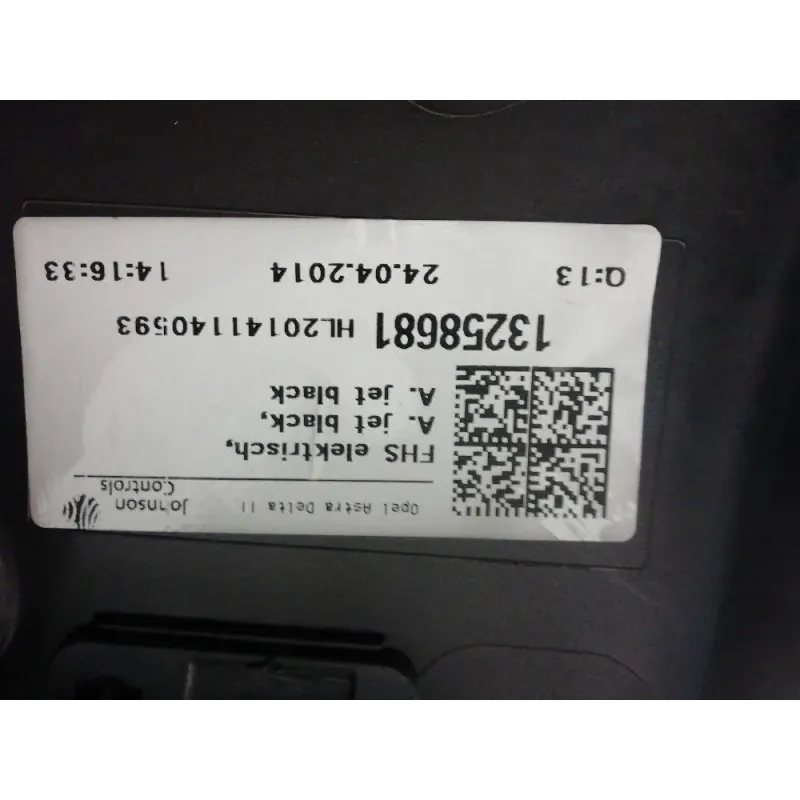 Opel Astra Delta II Johnson Controls
FHS elektrisch,
A. jet black,
A. jet black
13258681 HL20141140593
Q:13 24.04.2014 14:16:33